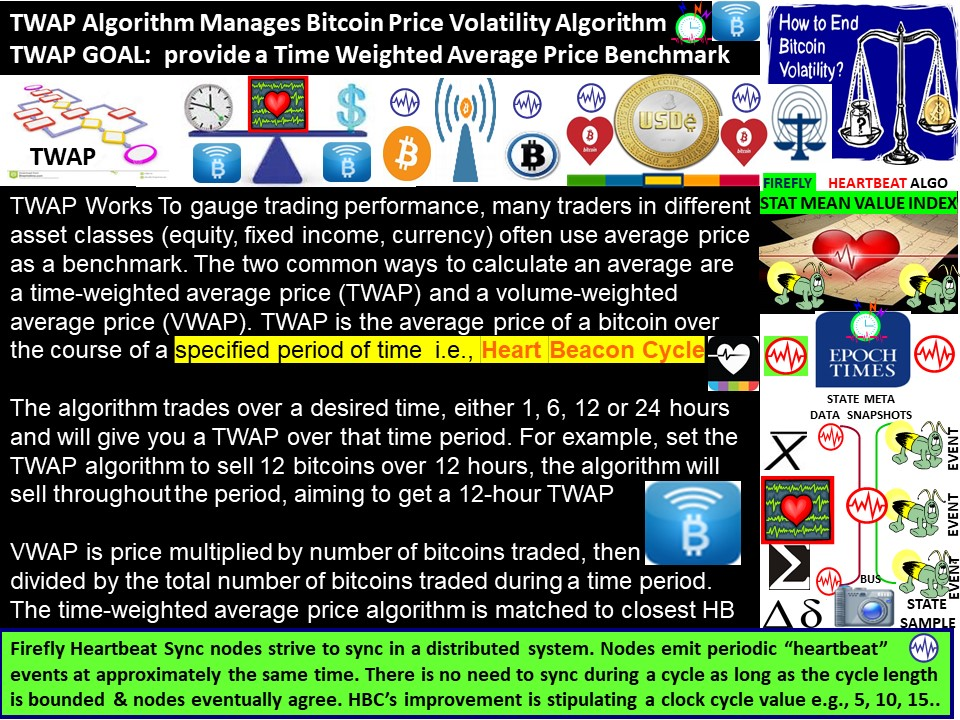 TWAP Algorithm Manages Bitcoin Price Volatility Algorithm
TWAP GOAL: provide a Time Weighted Average Price Benchmark
How to End
Bitcoin
Volatility?
TWAP
USD
FIREFLY HEARTBEAT ALGO
STAT MEAN VALUE INDEX
TWAP Works To gauge trading performance, many traders in different
asset classes (equity, fixed income, currency) often use average price
as a benchmark. The two common ways to calculate an average are
a time-weighted average price (TWAP) and a volume-weighted
average price (VWAP). TWAP is the average price of a bitcoin over
the course of a specified period of time i.e., Heart Beacon Cycle
The algorithm trades over a desired time, either 1, 6, 12 or 24 hours
and will give you a TWAP over that time period. For example, set the
TWAP algorithm to sell 12 bitcoins over 12 hours, the algorithm will
sell throughout the period, aiming to get a 12-hour TWAP
VWAP is price multiplied by number of bitcoins traded, then
divided by the total number of bitcoins traded during a time period.
The time-weighted average price algorithm is matched to closest HB
EPOCH
TIMES
STATE META
DATA SNAPSHOTS
X
EVENT
EVENT
Σ
EVENT
BUS
Δδ
STATE
SAMPLE
Firefly Heartbeat Sync nodes strive to sync in a distributed system. Nodes emit periodic “heartbeat”
events at approximately the same time. There is no need to sync during a cycle as long as the cycle length
is bounded & nodes eventually agree. HBC’s improvement is stipulating a clock cycle value e.g., 5, 10, 15..